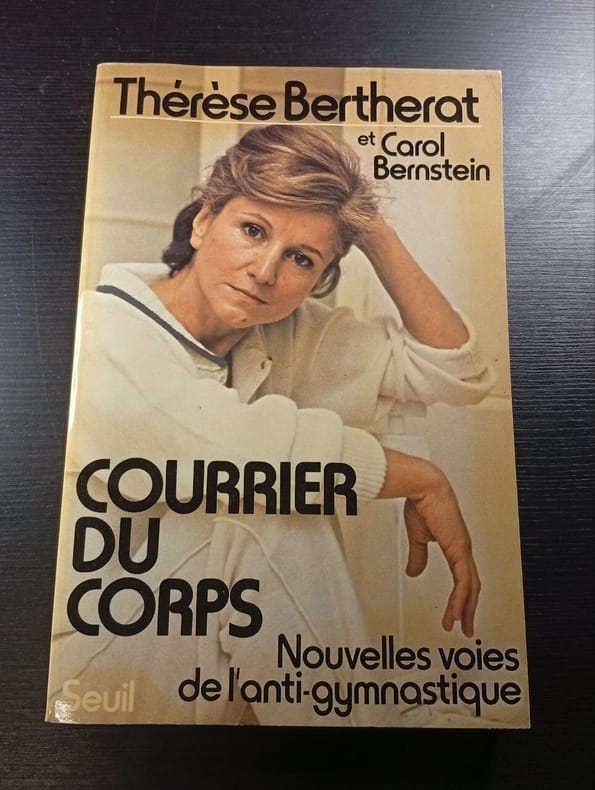 Thérèse Bertherat
et Carol
Bernstein
COURRIER
DU
CORPS
Nouvelles voies
de l'anti-gymnastique
Seuil